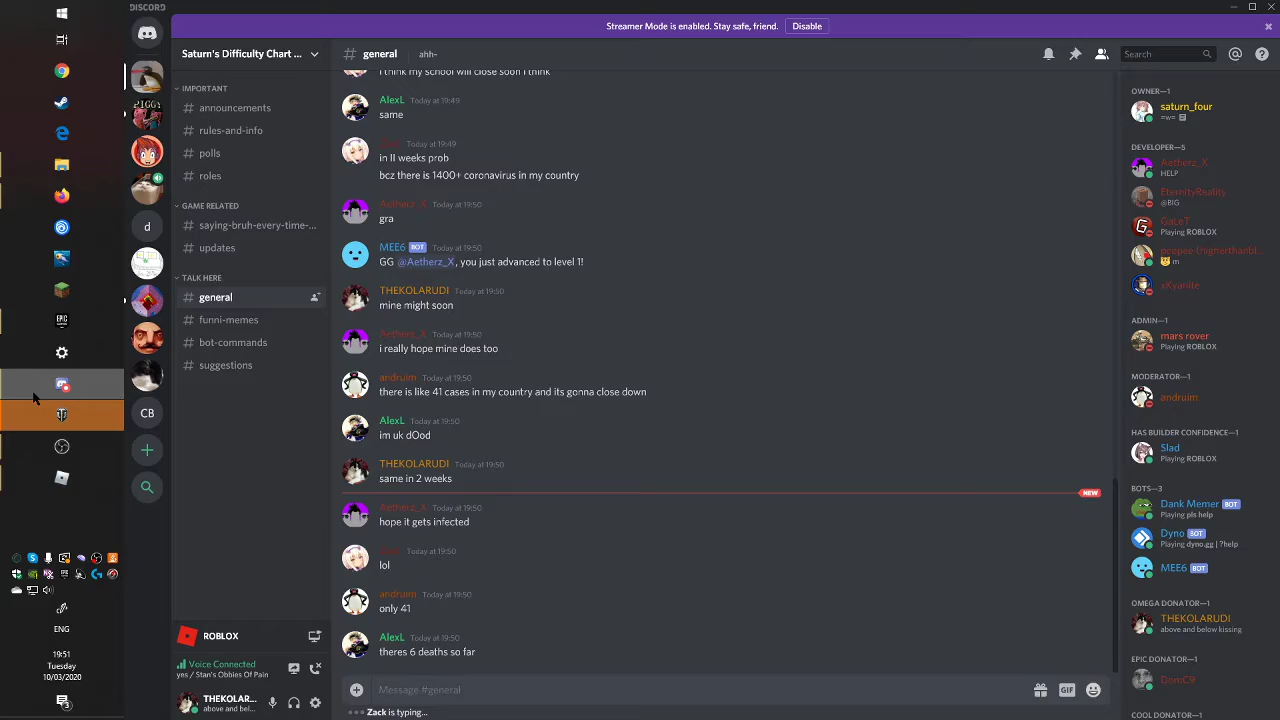 DISCORD
Streamer Mode is enabled. Stay safe, friend.
Disable
Saturn's Difficulty Chart ...
general
ahh-
Search
IMPORTANT
announcements
rules-and-info
polls
roles
GAME RELATED
saying-bruh-every-time-...
updates
TALK HERE
general
funni-memes
bot-commands
suggestions
d
CB
EPIC
GAMES
i think my school will close soon i think
AlexL Today at 19:49
same
Today at 19:49
in II weeks prob
bcz there is 1400+ coronavirus in my country
Aetherz_X Today at 19:50
gra
MEE6 BOT Today at 19:50
GG @Aetherz_X, you just advanced to level 1!
THEKOLARUDI Today at 19:50
mine might soon
Aetherz_X Today at 19:50
i really hope mine does too
andruim Today at 19:50
there is like 41 cases in my country and its gonna close down
AlexL Today at 19:50
im uk dOod
THEKOLARUDI Today at 19:50
same in 2 weeks
NEW
Aetherz_X Today at 19:50
hope it gets infected
Today at 19:50
lol
andruim Today at 19:50
only 41
AlexL Today at 19:50
theres 6 deaths so far
Message #general
GIF
Zack is typing...
OWNER—1
saturn_four
=w=
DEVELOPER—5
Aetherz_X
HELP
EternityReality
@BIG
GaLeT
Playing ROBLOX
poepee (higherthanbl...
m
xKyanite
ADMIN—1
mars rover
Playing ROBLOX
MODERATOR—1
andruim
HAS BUILDER CONFIDENCE—1
Slad
Playing ROBLOX
BOTS—3
Dank Memer BOT
Playing pls help
Dyno BOT
Playing dyno.gg | ?help
MEE6 BOT
OMEGA DONATOR—1
THEKOLARUDI
above and below kissing
EPIC DONATOR—1
DomC9
COOL DONATOR—1
ROBLOX
Voice Connected
yes / Stan's Obbies Of Pain
THEKOLAR...
above and bel...
ENG
19:51
Tuesday
10/03/2020